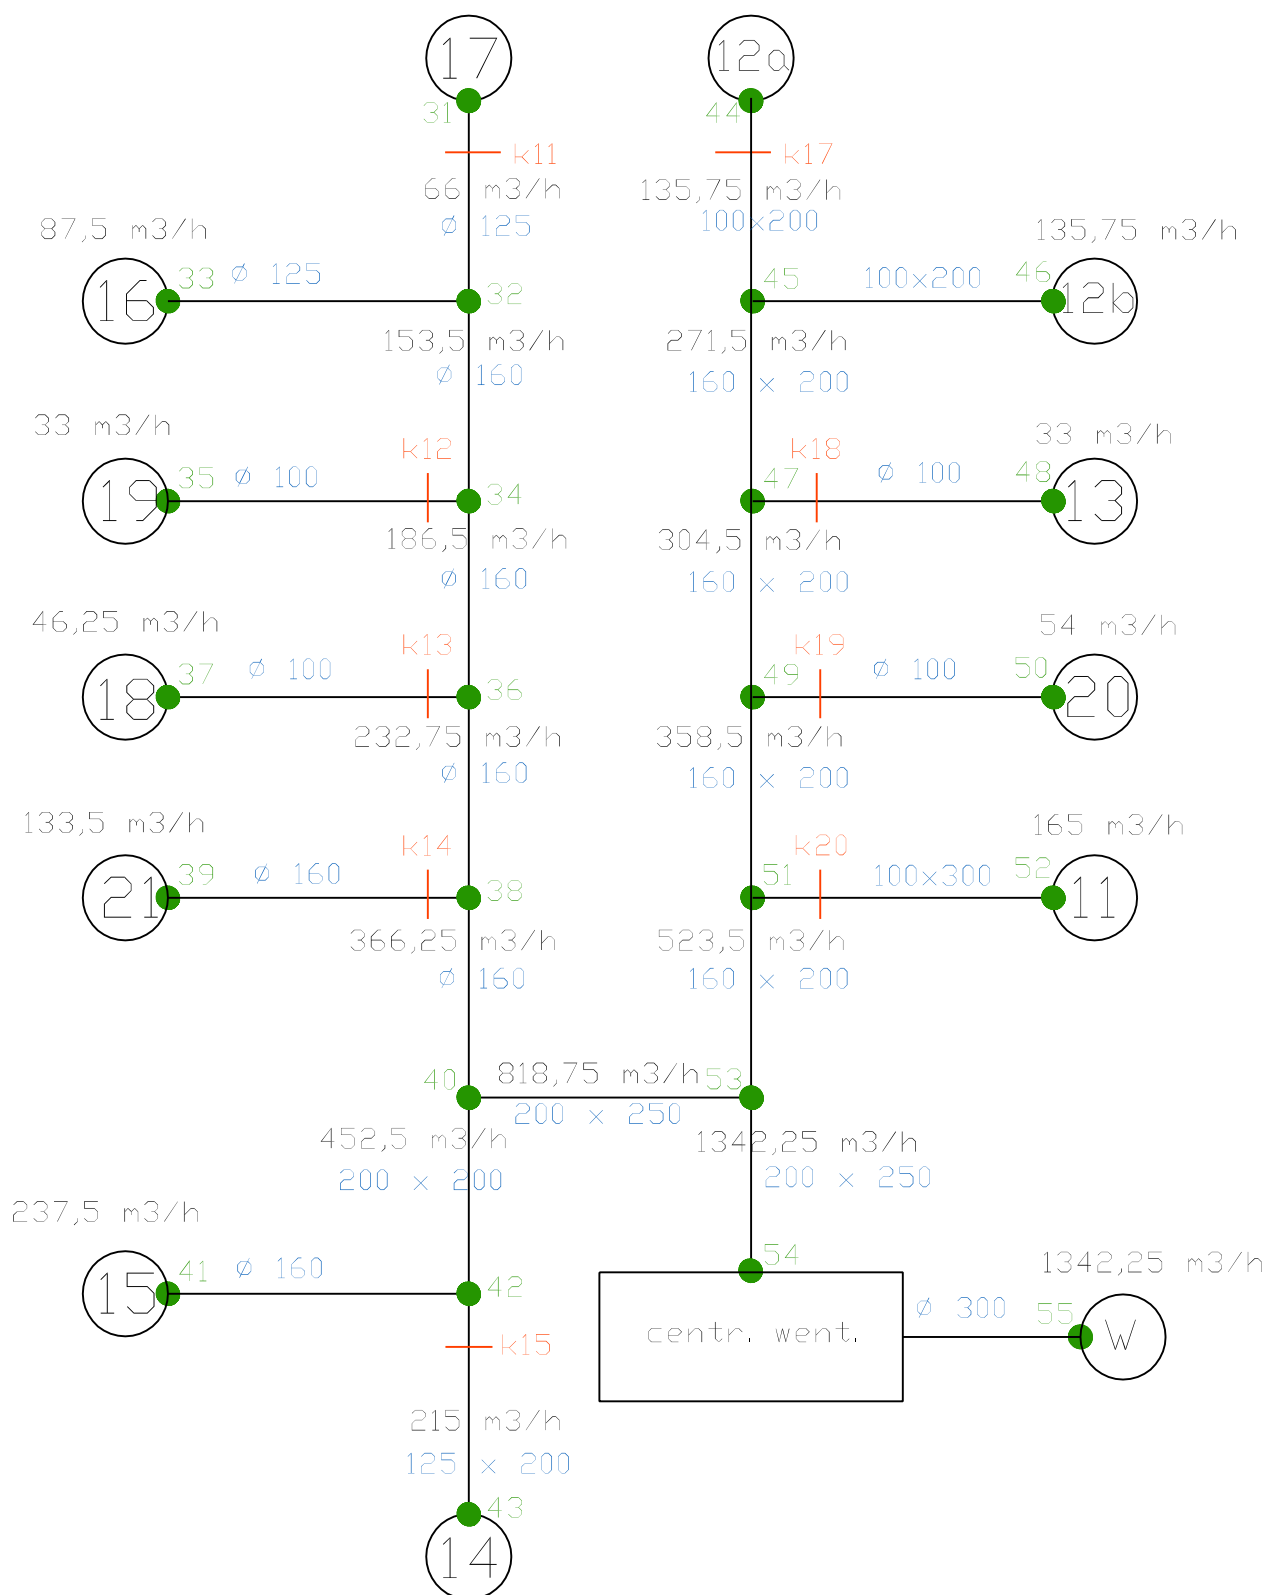 17
12a
31
44
k11
k17
66 m3/h
135,75 m3/h
ø 125
100x200
87,5 m3/h
135,75 m3/h
16
33
ø 125
32
45
100x200
46
12b
153,5 m3/h
271,5 m3/h
ø 160
160 x 200
33 m3/h
33 m3/h
k12
k18
19
35
ø 100
34
47
ø 100
48
13
186,5 m3/h
304,5 m3/h
ø 160
160 x 200
46,25 m3/h
54 m3/h
k13
k19
18
37
ø 100
36
49
ø 100
50
20
232,75 m3/h
358,5 m3/h
ø 160
160 x 200
133,5 m3/h
165 m3/h
k14
k20
21
39
ø 160
38
51
100x300
52
11
366,25 m3/h
523,5 m3/h
ø 160
160 x 200
40
818,75 m3/h
53
200 x 250
452,5 m3/h
1342,25 m3/h
200 x 200
200 x 250
237,5 m3/h
15
41
ø 160
42
54
1342,25 m3/h
k15
centr. went.
ø 300
55
W
215 m3/h
125 x 200
43
14